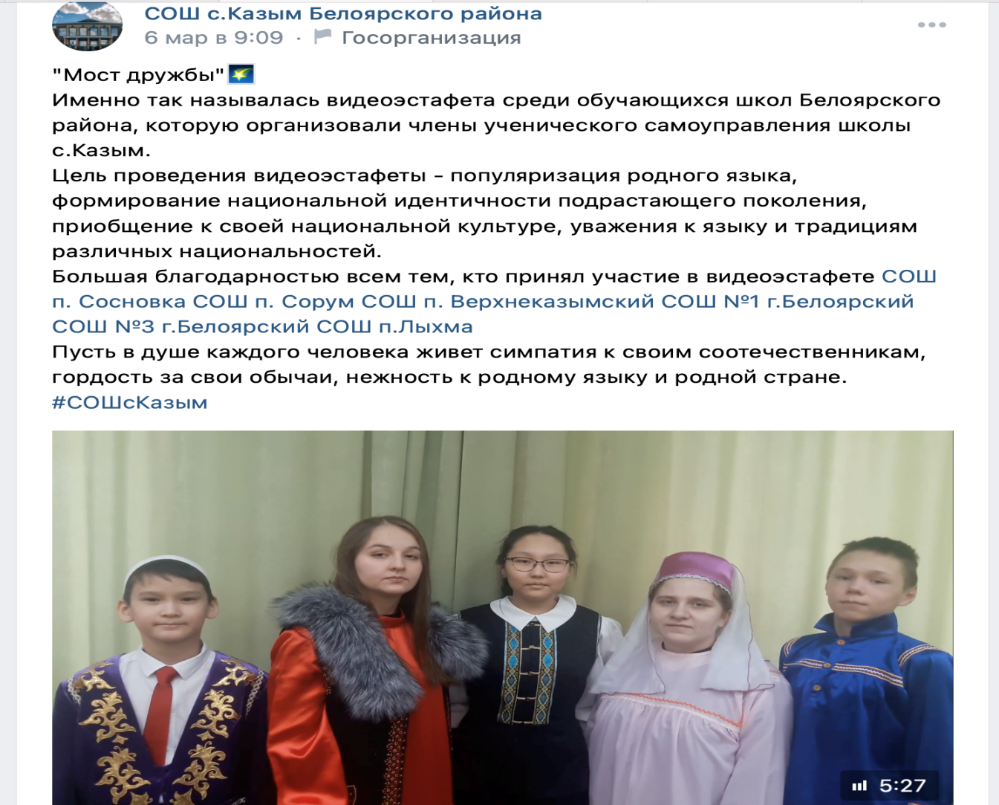 СОШ с.Казым Белоярского района
6 мар в 9:09 · Госорганизация
"Мост дружбы"
Именно так называлась видеоэстафета среди обучающихся школ Белоярского
района, которую организовали члены ученического самоуправления школы
с.Казым.
Цель проведения видеоэстафеты - популяризация родного языка,
формирование национальной идентичности подрастающего поколения,
приобщение к своей национальной культуре, уважения к языку и традициям
различных национальностей.
Большая благодарностью всем тем, кто принял участие в видеоэстафете СОШ
п. Сосновка СОШ п. Сорум СОШ п. Верхнеказымский СОШ №1 г.Белоярский
СОШ №3 г.Белоярский СОШ п.Лыхма
Пусть в душе каждого человека живет симпатия к своим соотечественникам,
гордость за свои обычаи, нежность к родному языку и родной стране.
#СОШсКазым
5:27